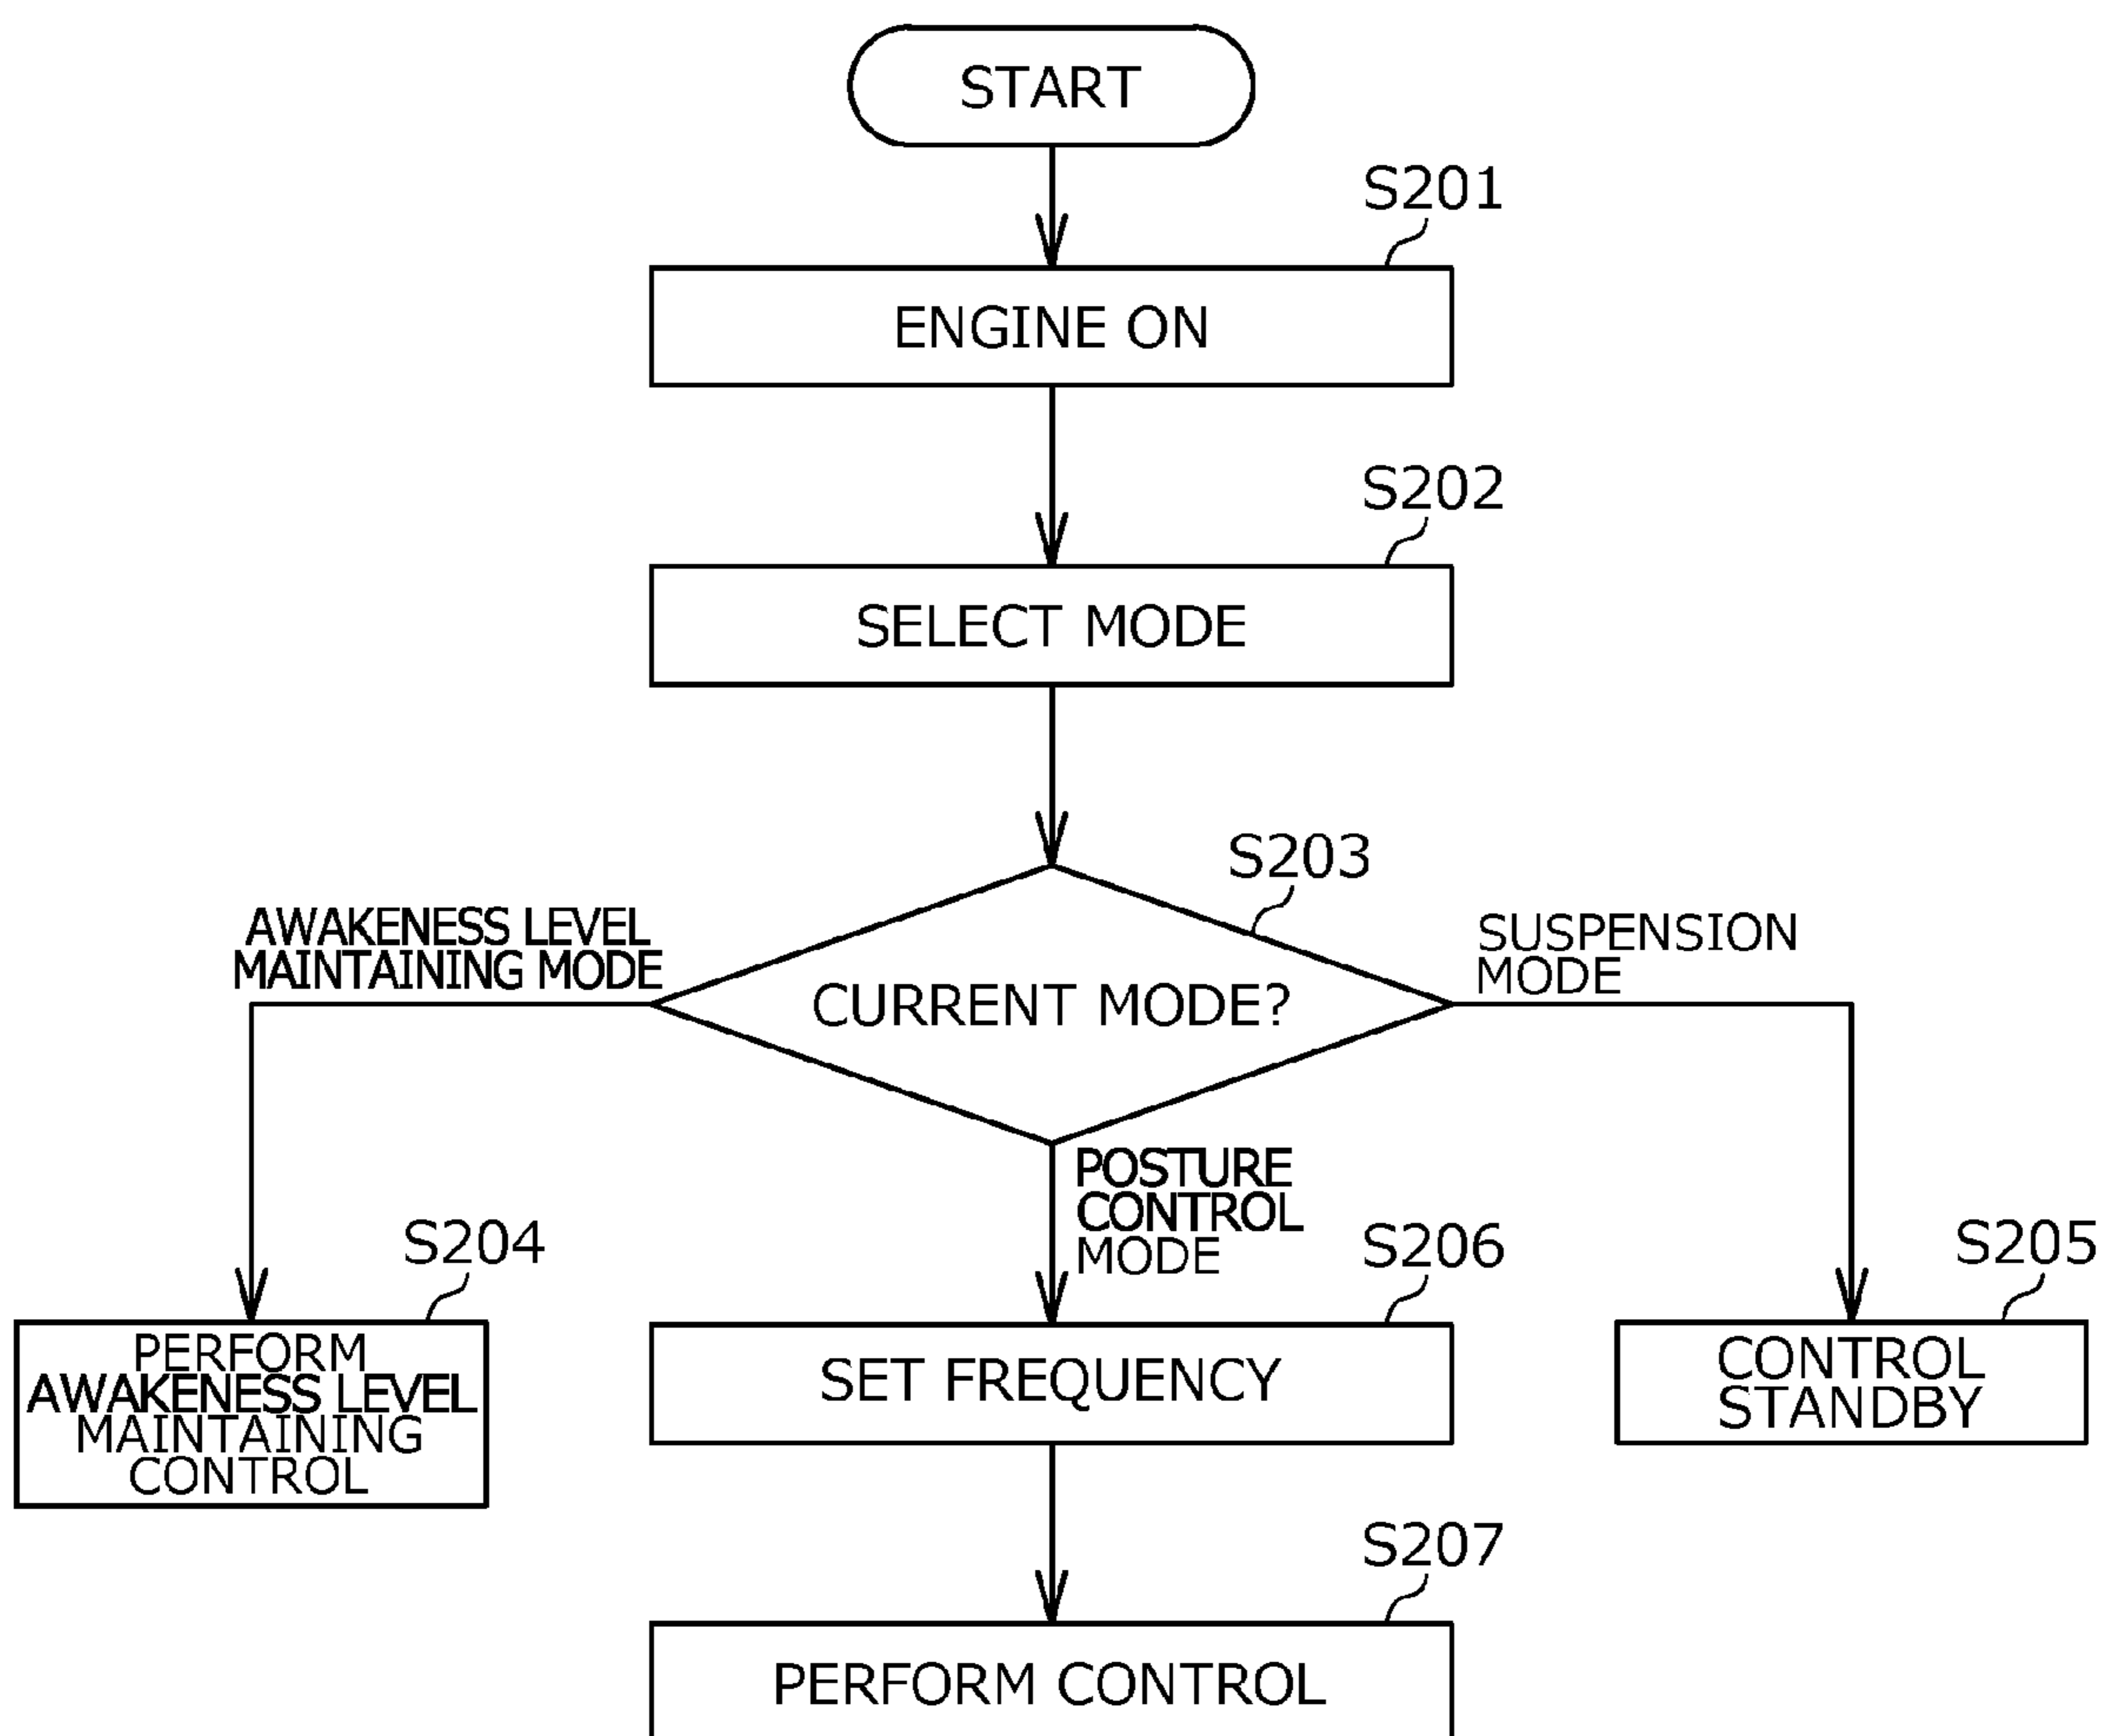 START
S201
ENGINE ON
S202
SELECT MODE
S203
CURRENT MODE?
AWAKENESS LEVEL
MAINTAINING MODE
SUSPENSION
MODE
POSTURE
CONTROL
MODE
S204
PERFORM
AWAKENESS LEVEL
MAINTAINING
CONTROL
S206
SET FREQUENCY
S205
CONTROL
STANDBY
S207
PERFORM CONTROL